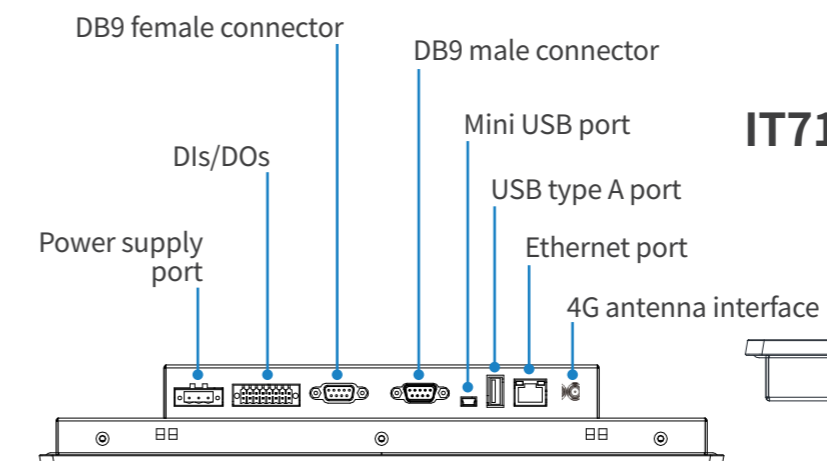 DB9 female connector
DB9 male connector
Mini USB port
IT71
DIs/DOs
USB type A port
Power supply
port
Ethernet port
4G antenna interface